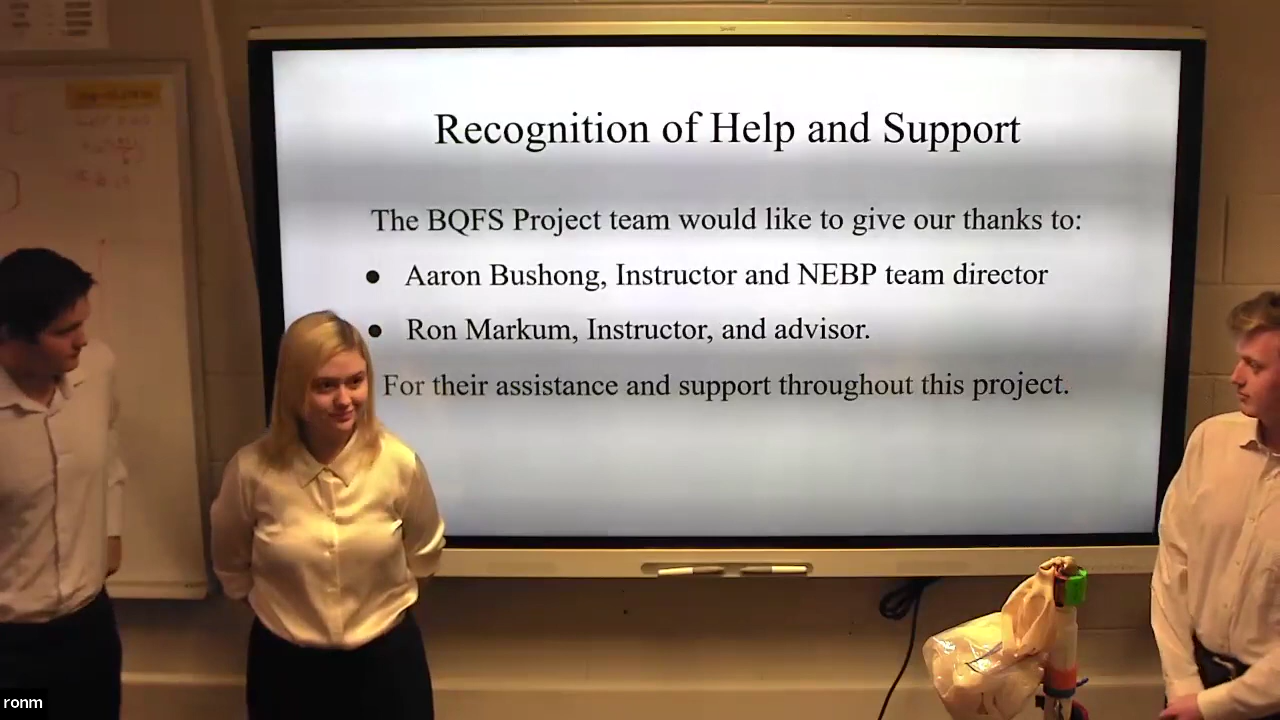 Recognition of Help and Support
The BQFS Project team would like to give our thanks to:
● Aaron Bushong, Instructor and NEBP team director
● Ron Markum, Instructor, and advisor.
For their assistance and support throughout this project.
ronm